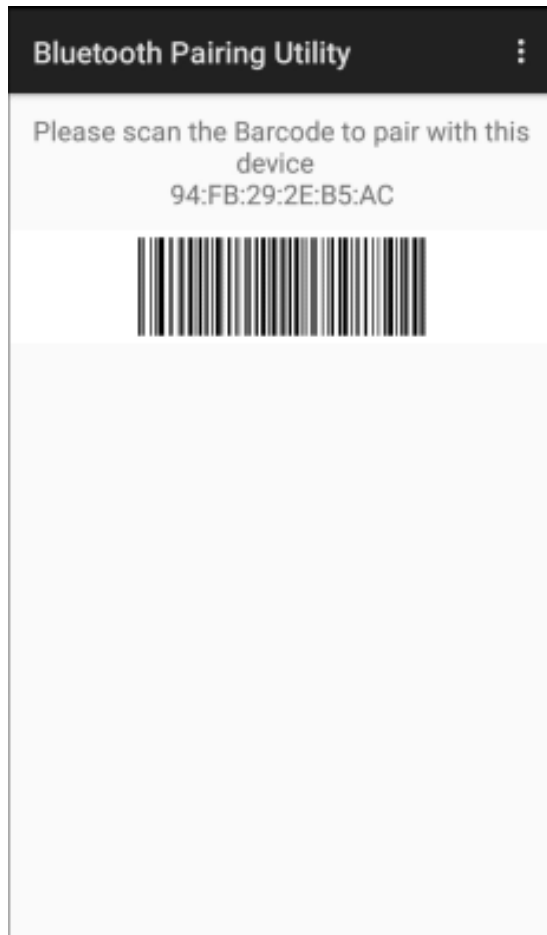 Bluetooth Pairing Utility
Please scan the Barcode to pair with this
device
94:FB:29:2E:B5:AC